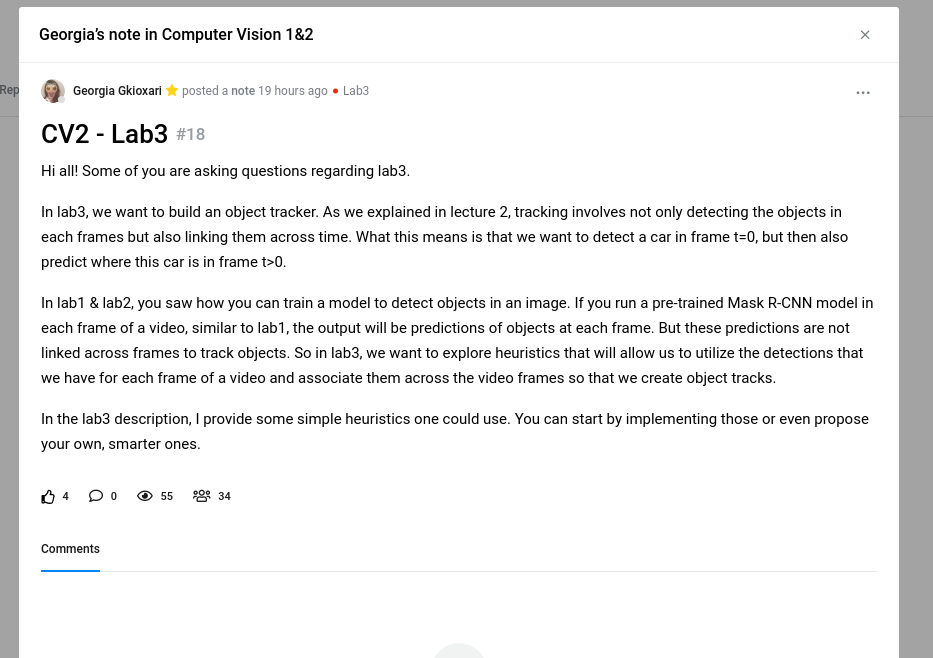 Georgia’s note in Computer Vision 1&2
Rep
Georgia Gkioxari posted a note 19 hours ago • Lab3
CV2 - Lab3 #18
Hi all! Some of you are asking questions regarding lab3.
In lab3, we want to build an object tracker. As we explained in lecture 2, tracking involves not only detecting the objects in
each frames but also linking them across time. What this means is that we want to detect a car in frame t=0, but then also
predict where this car is in frame t>0.
In lab1 & lab2, you saw how you can train a model to detect objects in an image. If you run a pre-trained Mask R-CNN model in
each frame of a video, similar to lab1, the output will be predictions of objects at each frame. But these predictions are not
linked across frames to track objects. So in lab3, we want to explore heuristics that will allow us to utilize the detections that
we have for each frame of a video and associate them across the video frames so that we create object tracks.
In the lab3 description, I provide some simple heuristics one could use. You can start by implementing those or even propose
your own, smarter ones.
4 0 55 34
Comments